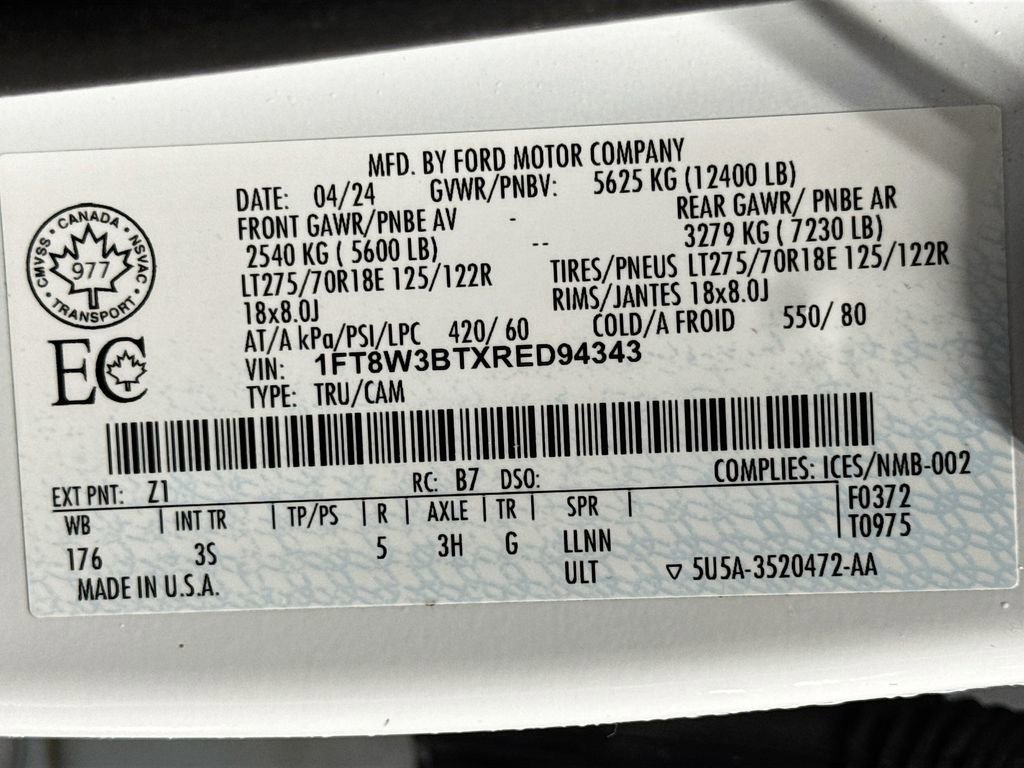 MFD. BY FORD MOTOR COMPANY
DATE: 04/24 GVWR/PNBV: 5625 KG (12400 LB)
FRONT GAWR/PNBE AV - REAR GAWR/ PNBE AR
2540 KG ( 5600 LB) -- 3279 KG ( 7230 LB)
LT275/70R18E 125/122R TIRES/PNEUS LT275/70R18E 125/122R
18x8.0J RIMS/JANTES 18x8.0J
AT/A kPa/PSI/LPC 420/ 60 COLD/A FROID 550/ 80
VIN: 1FT8W3BTXRED94343
TYPE: TRU/CAM
CANADA
CMVSS NSVAC
977
TRANSPORT
EC
COMPLIES: ICES/NMB-002
EXT PNT: Z1 RC: B7 DSO:
WB | INT TR | TP/PS | R | AXLE | TR | SPR | F0372
T0975
176 3S 5 3H G LLNN
MADE IN U.S.A. ULT ▽ 5U5A-3520472-AA